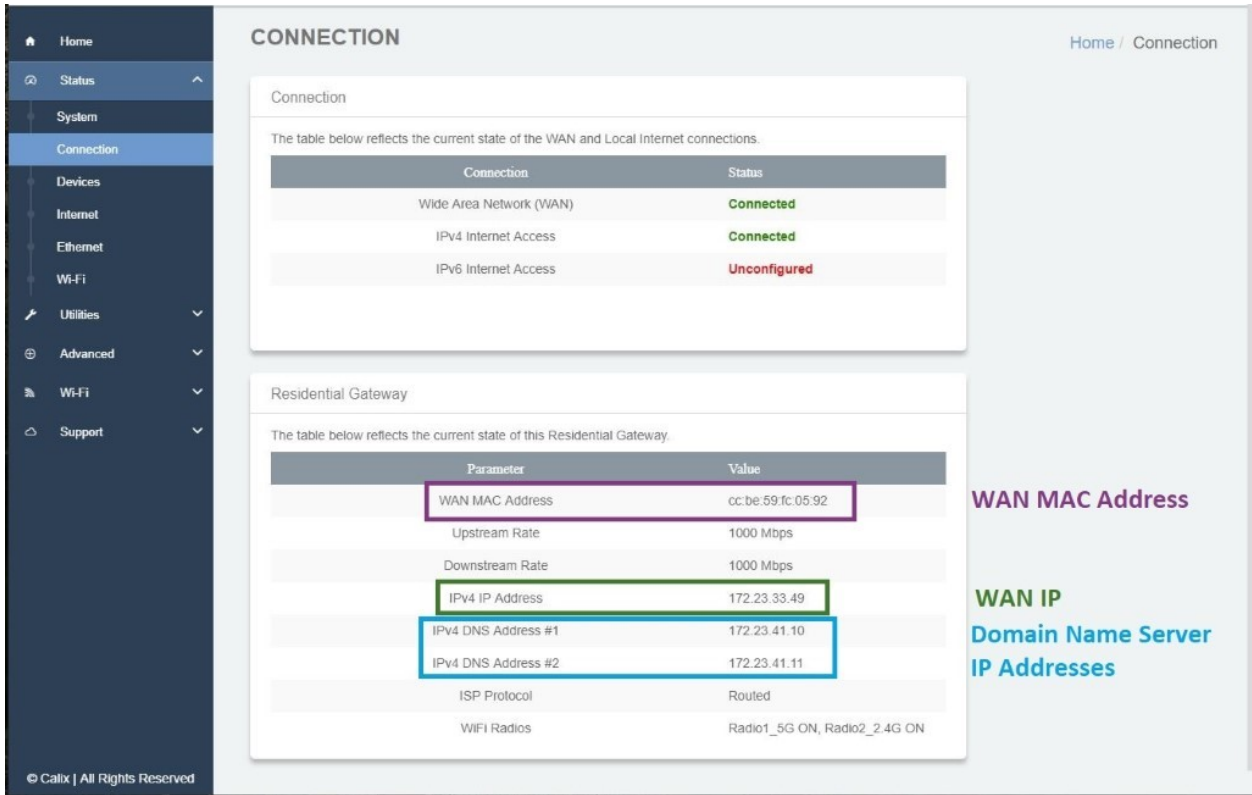 Home
Status
System
Connection
Devices
Internet
Ethernet
Wi-Fi
Utilities
Advanced
Wi-Fi
Support
© Calix | All Rights Reserved
CONNECTION
Home / Connection
Connection
The table below reflects the current state of the WAN and Local Internet connections.
Connection Status
Wide Area Network (WAN) Connected
IPv4 Internet Access Connected
IPv6 Internet Access Unconfigured
Residential Gateway
The table below reflects the current state of this Residential Gateway.
Parameter Value
WAN MAC Address cc:be:59:fc:05:92
Upstream Rate 1000 Mbps
Downstream Rate 1000 Mbps
IPv4 IP Address 172.23.33.49
IPv4 DNS Address #1 172.23.41.10
IPv4 DNS Address #2 172.23.41.11
ISP Protocol Routed
WiFi Radios Radio1_5G ON, Radio2_2.4G ON
WAN MAC Address
WAN IP
Domain Name Server
IP Addresses